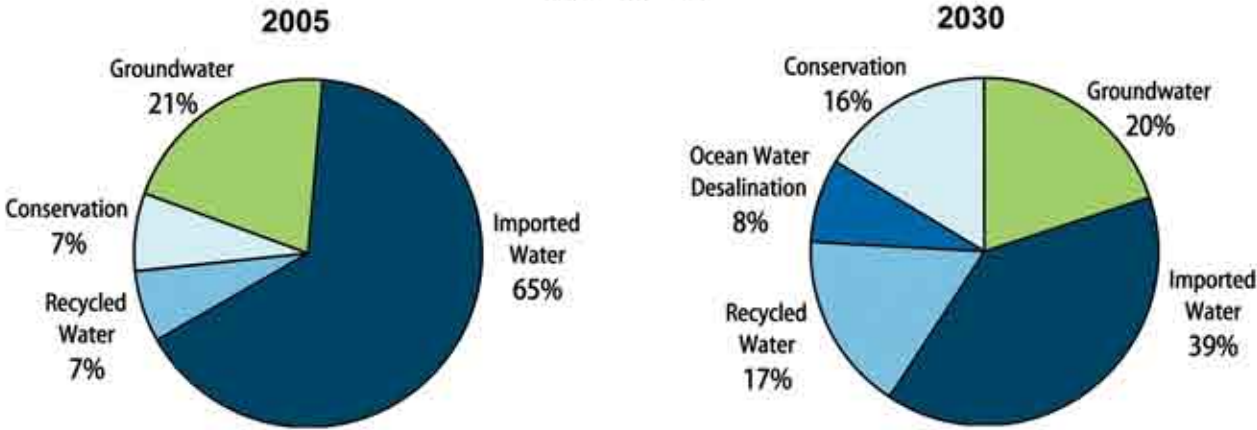 2005
Groundwater
21%
Conservation
7%
Recycled
Water
7%
Imported
Water
65%
2030
Conservation
16%
Groundwater
20%
Ocean Water
Desalination
8%
Recycled
Water
17%
Imported
Water
39%